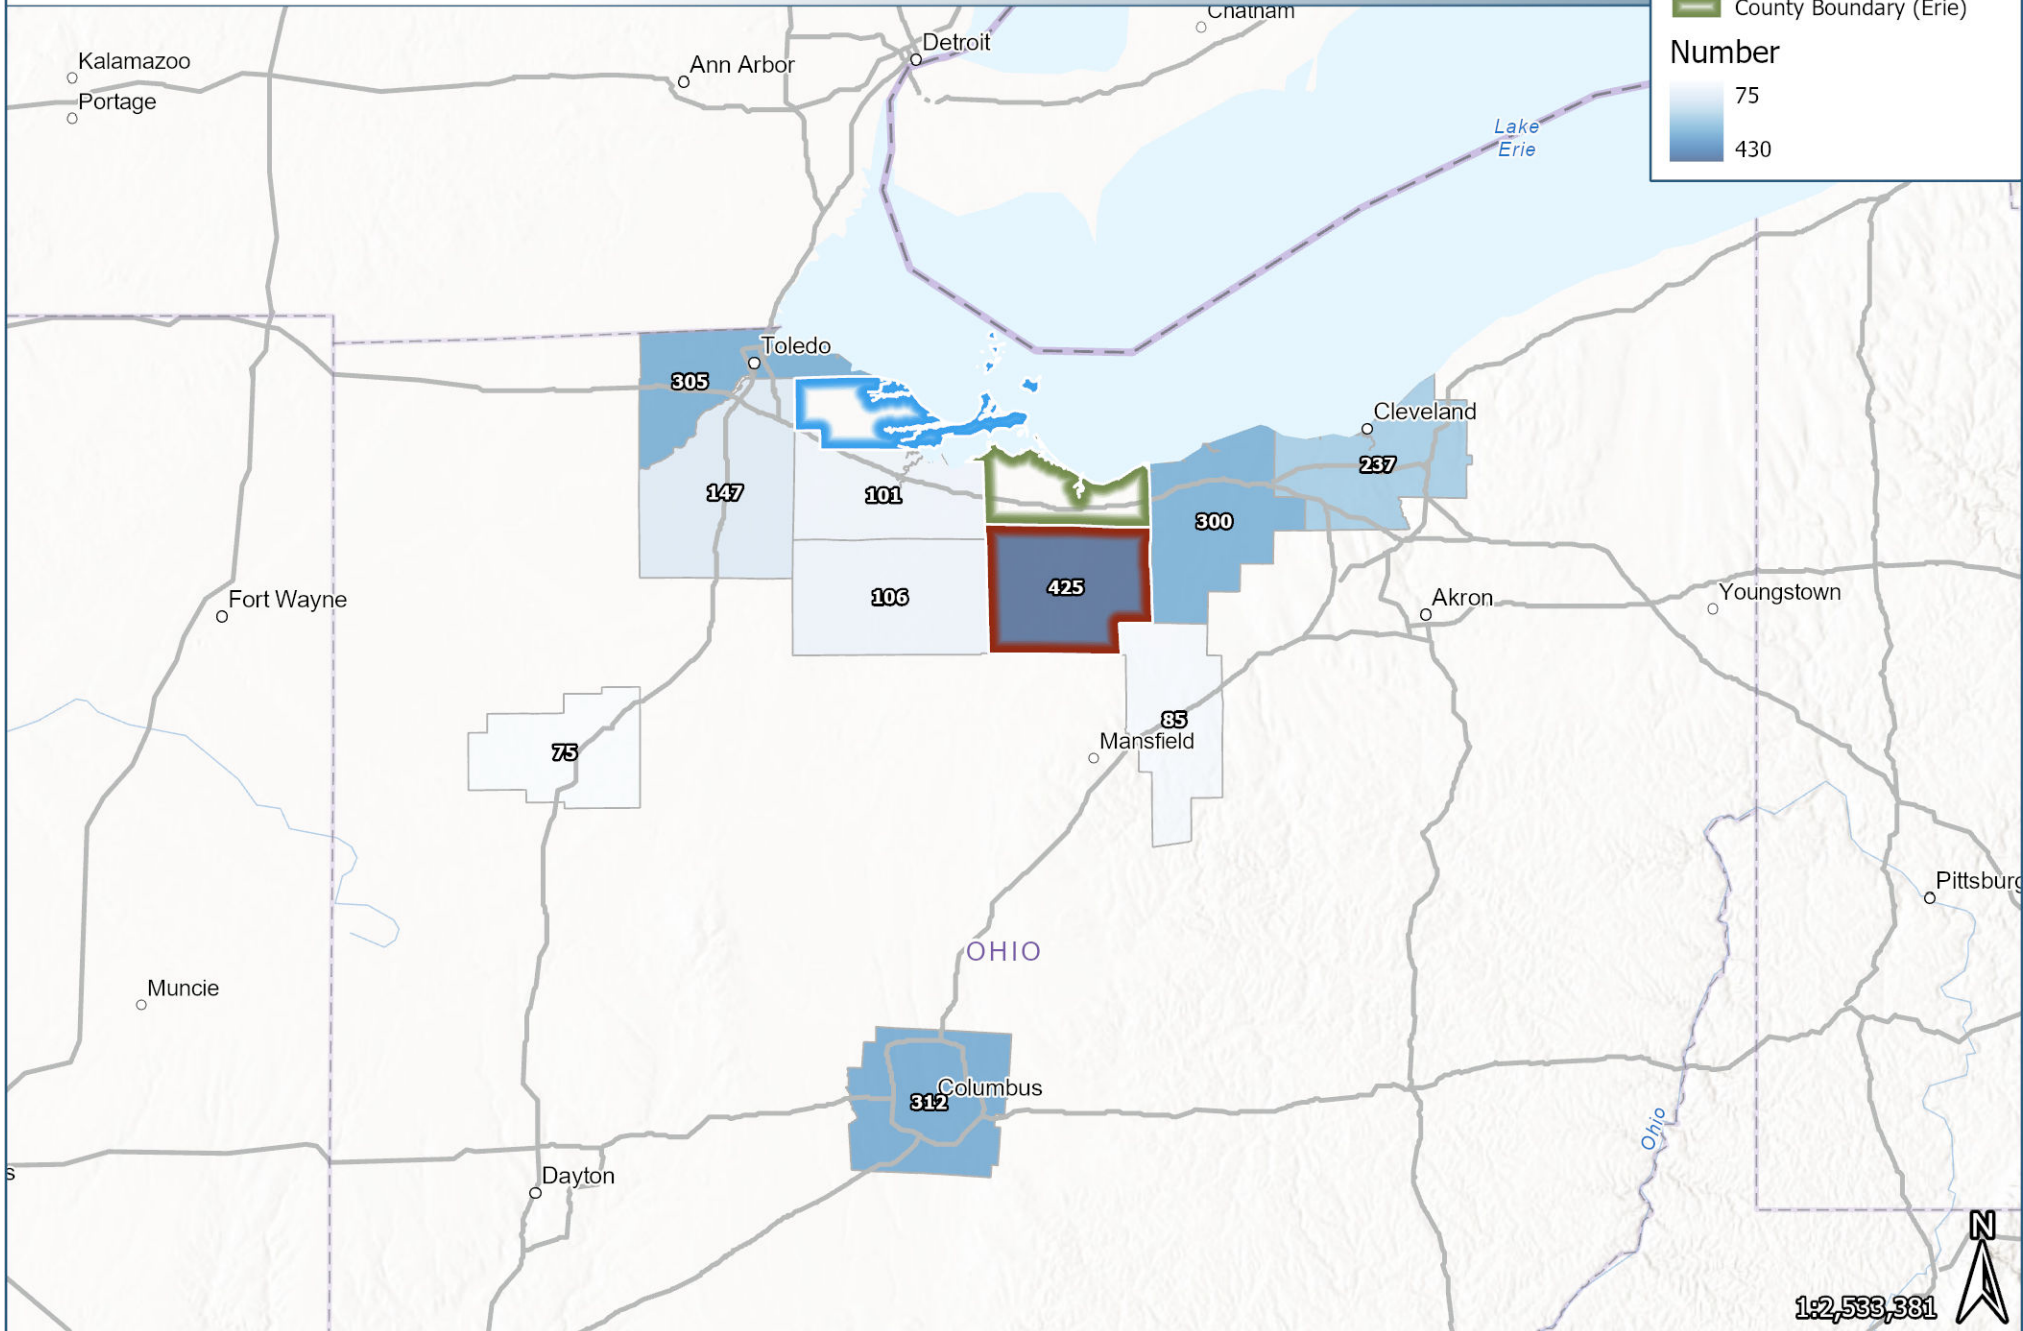 Chatham
County Boundary (Erie)
Number
75
430
Kalamazoo
Portage
Ann Arbor
Detroit
Lake
Erie
Toledo
305
Cleveland
237
147
101
300
425
106
Fort Wayne
Akron
Youngstown
85
Mansfield
75
Pittsburg
OHIO
Muncie
Columbus
312
Ohio
s
Dayton
N
1:2,533,381